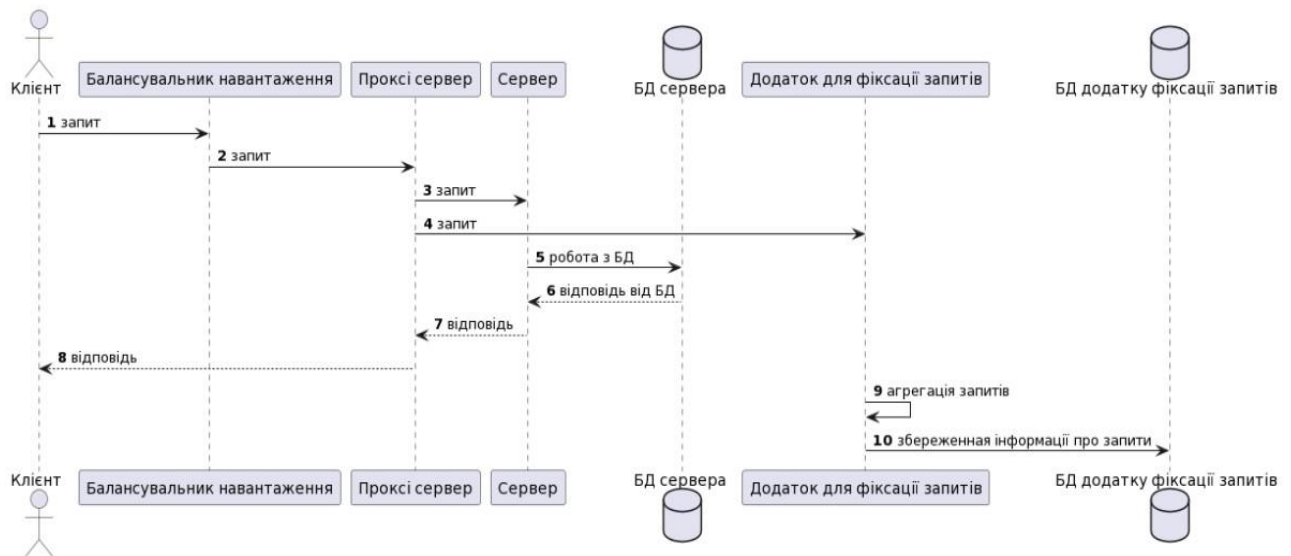 Клієнт
Балансувальник навантаження
Проксі сервер
Сервер
БД сервера
Додаток для фіксації запитів
БД додатку фіксації запитів
1 запит
2 запит
3 запит
4 запит
5 робота з БД
6 відповідь від БД
7 відповідь
8 відповідь
9 агрегація запитів
10 збереженная інформації про запити
Клієнт
Балансувальник навантаження
Проксі сервер
Сервер
БД сервера
Додаток для фіксації запитів
БД додатку фіксації запитів